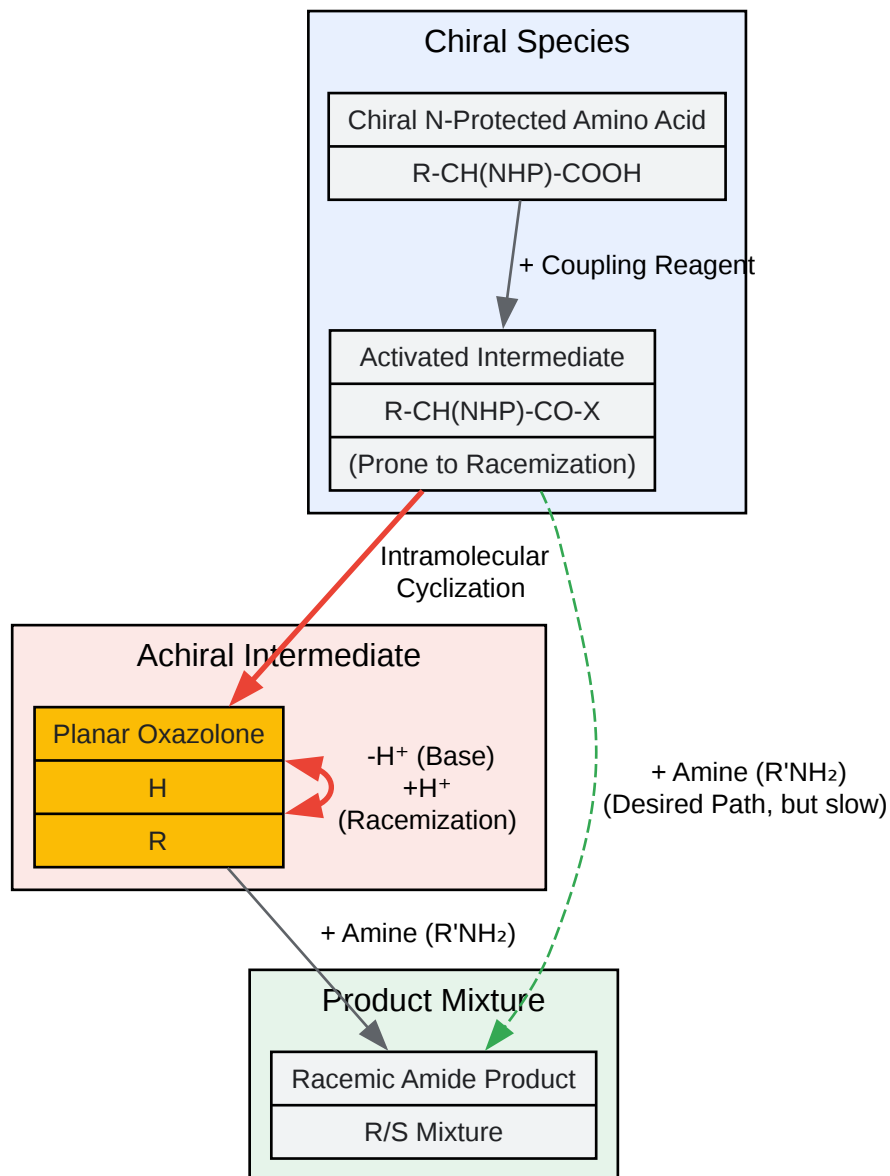 Chiral Species
Chiral N-Protected Amino Acid
R-CH(NHP)-COOH
+ Coupling Reagent
Activated Intermediate
R-CH(NHP)-CO-X
(Prone to Racemization)
Intramolecular
Cyclization
Achiral Intermediate
Planar Oxazolone
H
R
-H⁺ (Base)
+H⁺
(Racemization)
+ Amine (R'NH₂)
(Desired Path, but slow)
+ Amine (R'NH₂)
Product Mixture
Racemic Amide Product
R/S Mixture